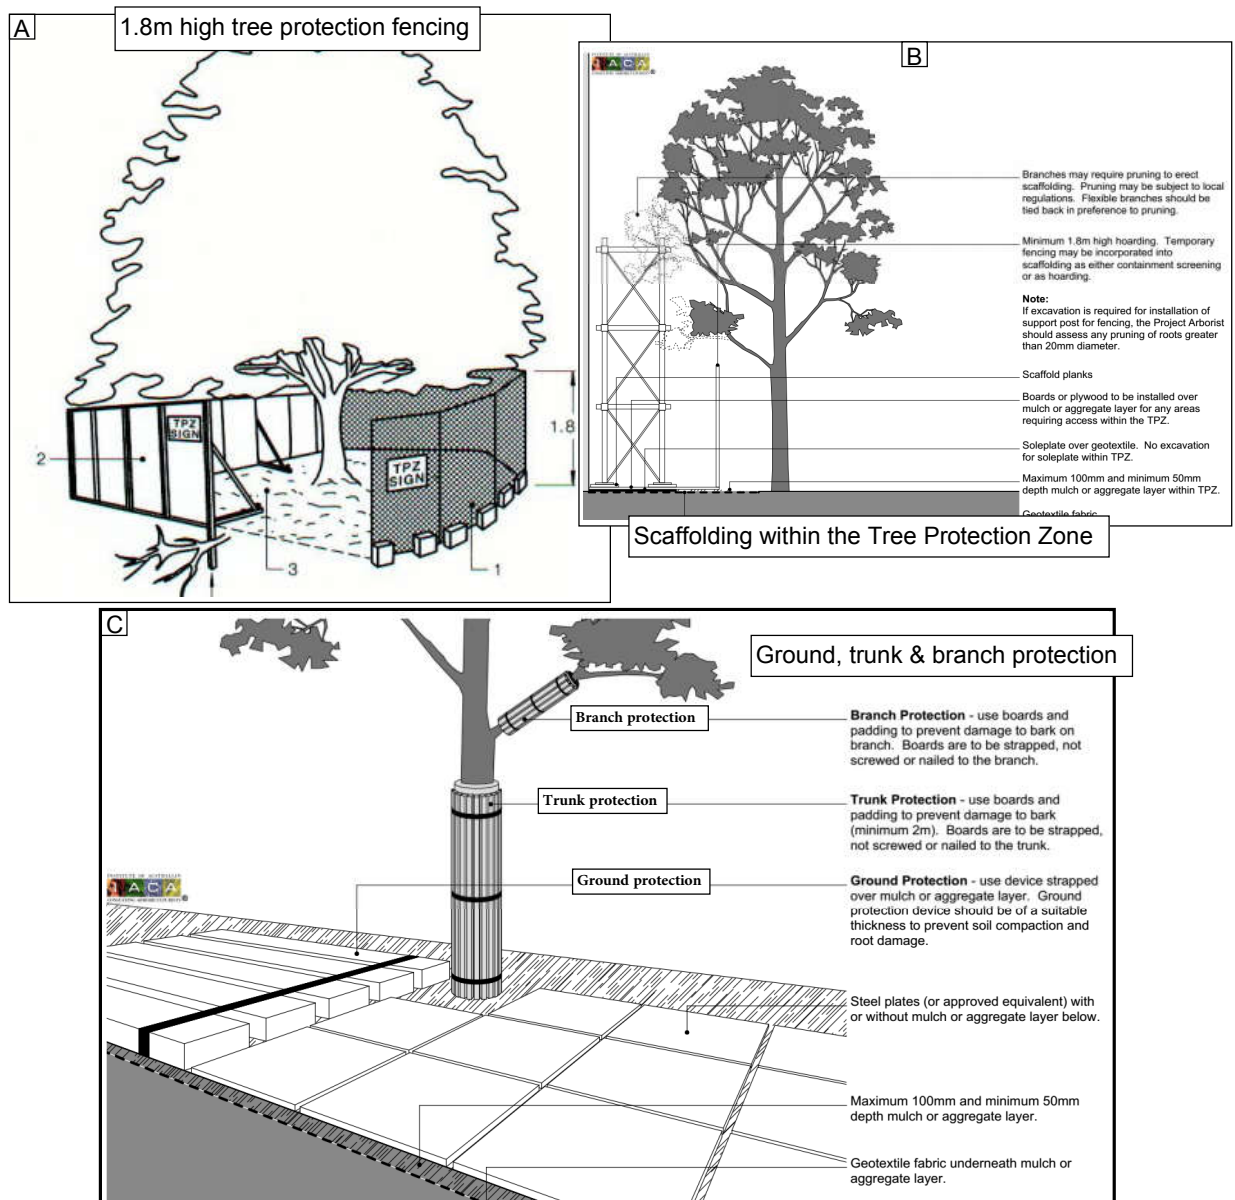 A
1.8m high tree protection fencing
TPZ
SIGN
TPZ
SIGN
1.8
2
3
1
B
INSTITUTE OF AUSTRALIAN
IACA
CONSULTING ARBORICULTURISTS
Branches may require pruning to erect
scaffolding. Pruning may be subject to local
regulations. Flexible branches should be
tied back in preference to pruning.
Minimum 1.8m high hoarding. Temporary
fencing may be incorporated into
scaffolding as either containment screening
or as hoarding.
Note:
If excavation is required for installation of
support post for fencing, the Project Arborist
should assess any pruning of roots greater
than 20mm diameter.
Scaffold planks
Boards or plywood to be installed over
mulch or aggregate layer for any areas
requiring access within the TPZ.
Soleplate over geotextile. No excavation
for soleplate within TPZ.
Maximum 100mm and minimum 50mm
depth mulch or aggregate layer within TPZ.
Geotextile fabric
Scaffolding within the Tree Protection Zone
C
Ground, trunk & branch protection
Branch protection
Branch Protection - use boards and
padding to prevent damage to bark on
branch. Boards are to be strapped, not
screwed or nailed to the branch.
Trunk protection
Trunk Protection - use boards and
padding to prevent damage to bark
(minimum 2m). Boards are to be strapped,
not screwed or nailed to the trunk.
INSTITUTE OF AUSTRALIAN
IACA
CONSULTING ARBORICULTURISTS
Ground protection
Ground Protection - use device strapped
over mulch or aggregate layer. Ground
protection device should be of a suitable
thickness to prevent soil compaction and
root damage.
Steel plates (or approved equivalent) with
or without mulch or aggregate layer below.
Maximum 100mm and minimum 50mm
depth mulch or aggregate layer.
Geotextile fabric underneath mulch or
aggregate layer.